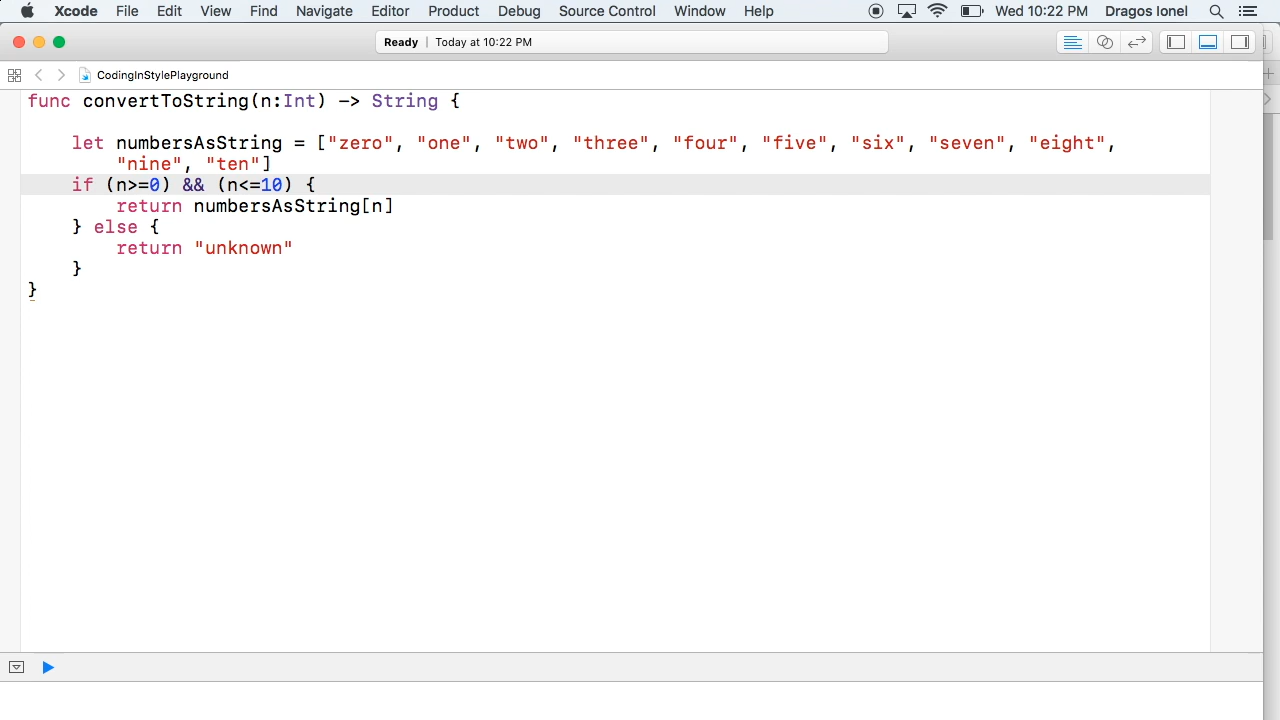 Xcode File Edit View Find Navigate Editor Product Debug Source Control Window Help Wed 10:22 PM Dragos Ionel
Ready | Today at 10:22 PM
CodingInStylePlayground
func convertToString(n:Int) -> String {
let numbersAsString = ["zero", "one", "two", "three", "four", "five", "six", "seven", "eight",
"nine", "ten"]
if (n>=0) && (n<=10) {
return numbersAsString[n]
} else {
return "unknown"
}
}